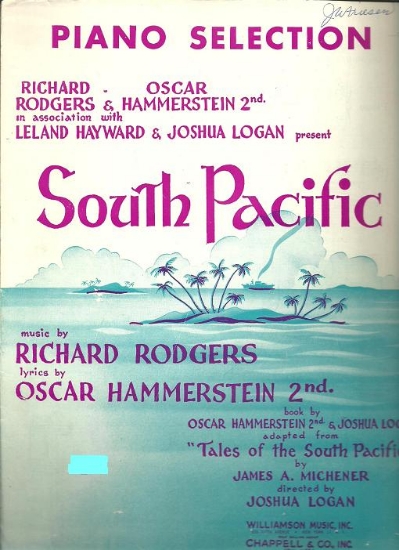 PIANO SELECTION
RICHARD OSCAR
RODGERS & HAMMERSTEIN 2nd.
in association with
LELAND HAYWARD & JOSHUA LOGAN present
South Pacific
music by
RICHARD RODGERS
lyrics by
OSCAR HAMMERSTEIN 2nd.
book by
OSCAR HAMMERSTEIN 2nd & JOSHUA LOG
adapted from
"Tales of the South Pacific
by
JAMES A. MICHENER
directed by
JOSHUA LOGAN
WILLIAMSON MUSIC, INC.
CHAPPELL & CO., INC